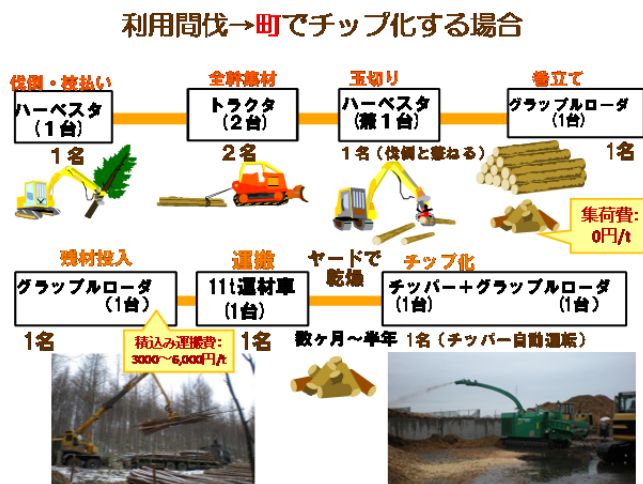 利用間伐→町でチップ化する場合
伐倒・枝払い
ハーベスタ
(1台)
1名
全幹集材
トラクタ
(2台)
2名
玉切り
ハーベスタ
(兼1台)
1名(伐倒と兼ねる)
巻立て
グラップルローダ
(1台)
1名
集荷費:
0円/t
残材投入
グラップルローダ
(1台)
1名
積込み運搬費:
3000~6,000円/t
運搬
11t運材車
(1台)
1名
ヤードで
乾燥
数ヶ月~半年
チップ化
チッパー+グラップルローダ
(1台) (1台)
1名(チッパー自動運転)